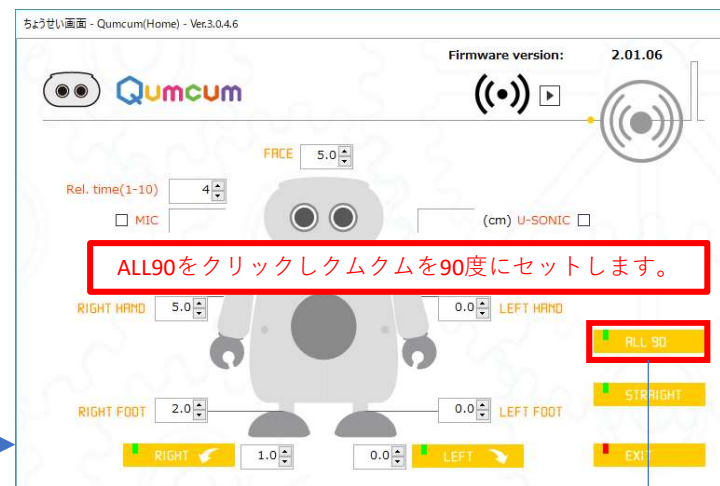 ちょうせい画面 - Qumcum(Home) - Ver.3.0.4.6
Firmware version: 2.01.06
Qumcum
FACE 5.0
Rel. time(1-10) 4
MIC (cm) U-SONIC
ALL90をクリックしクムクムを90度にセットします。
RIGHT HAND 5.0 0.0 LEFT HAND
ALL 90
STRAIGHT
RIGHT FOOT 2.0 0.0 LEFT FOOT
RIGHT 1.0 0.0 LEFT EXIT